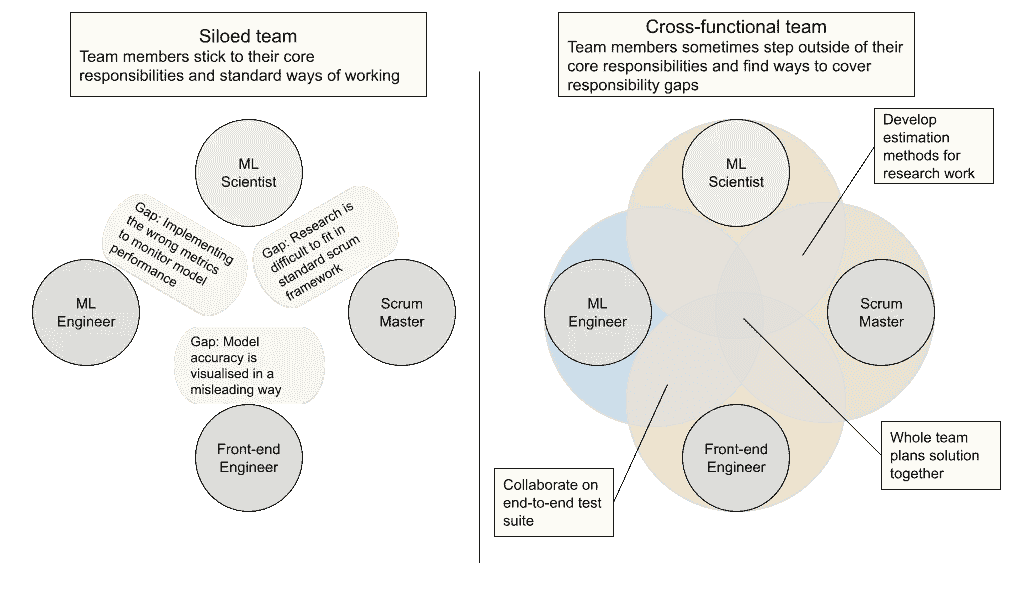 Siloed team
Team members stick to their core
responsibilities and standard ways of working
ML
Scientist
Gap: Implementing
the wrong metrics
to monitor model
performance
Gap: Research is
difficult to fit in
standard scrum
framework
ML
Engineer
Scrum
Master
Gap: Model
accuracy is
visualised in a
misleading way
Front-end
Engineer
Cross-functional team
Team members sometimes step outside of their
core responsibilities and find ways to cover
responsibility gaps
Develop
estimation
methods for
research work
ML
Scientist
ML
Engineer
Scrum
Master
Whole team
plans solution
together
Front-end
Engineer
Collaborate on
end-to-end test
suite